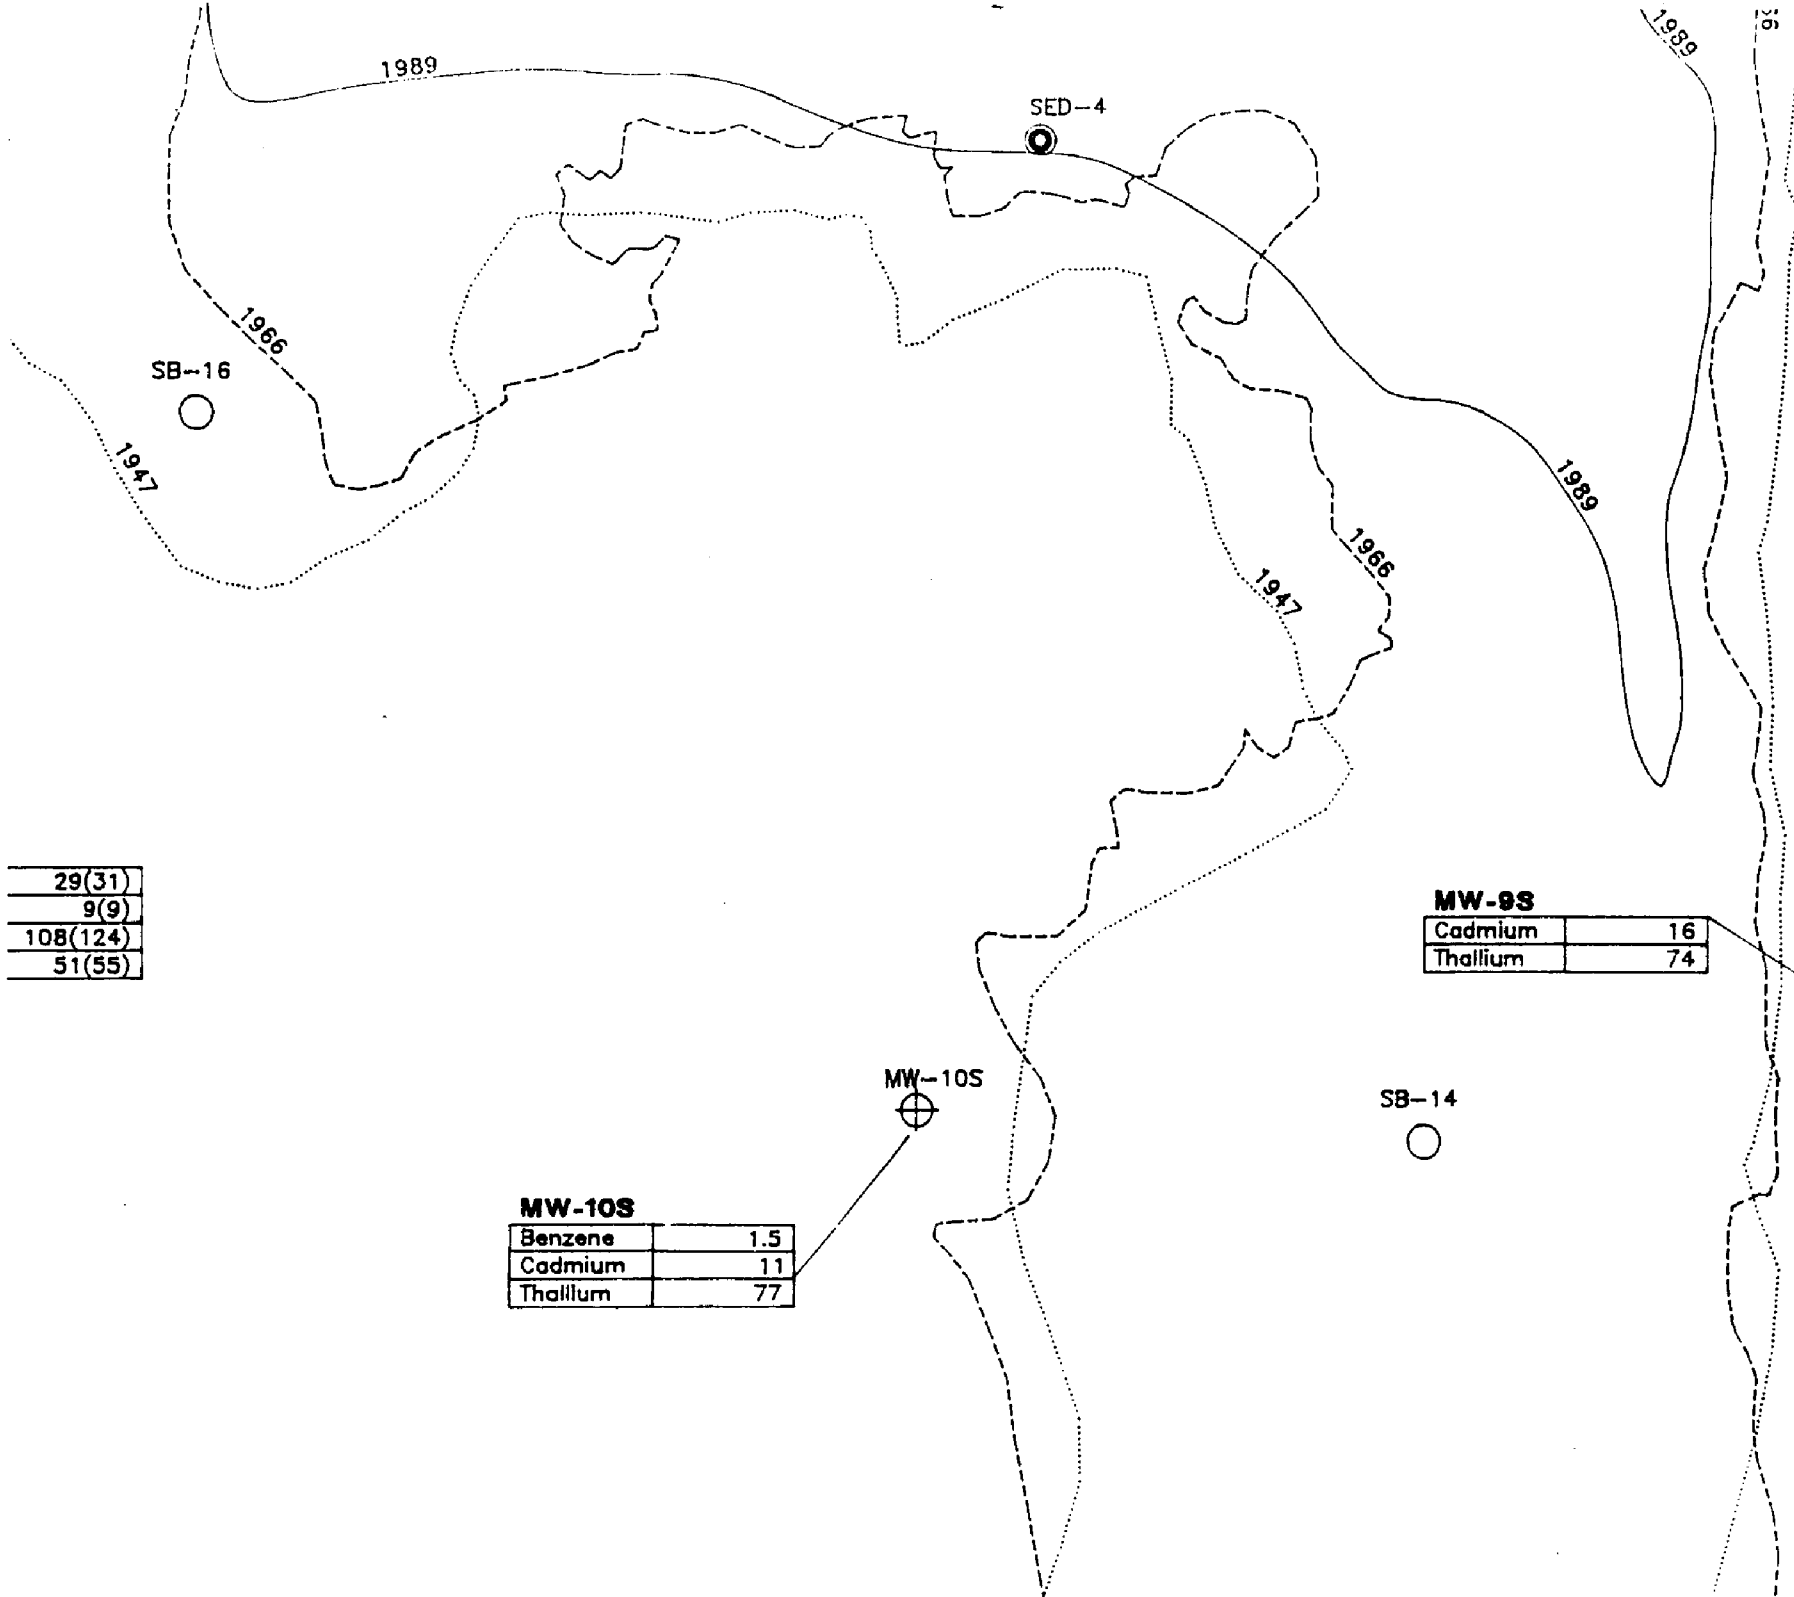 1989
1989
SED-4
1966
SB-16
1947
1989
1966
1947
29(31)
9(9)
108(124)
51(55)
MW-9S
Cadmium 16
Thallium 74
MW-10S
SB-14
MW-10S
Benzene 1.5
Cadmium 11
Thallium 77